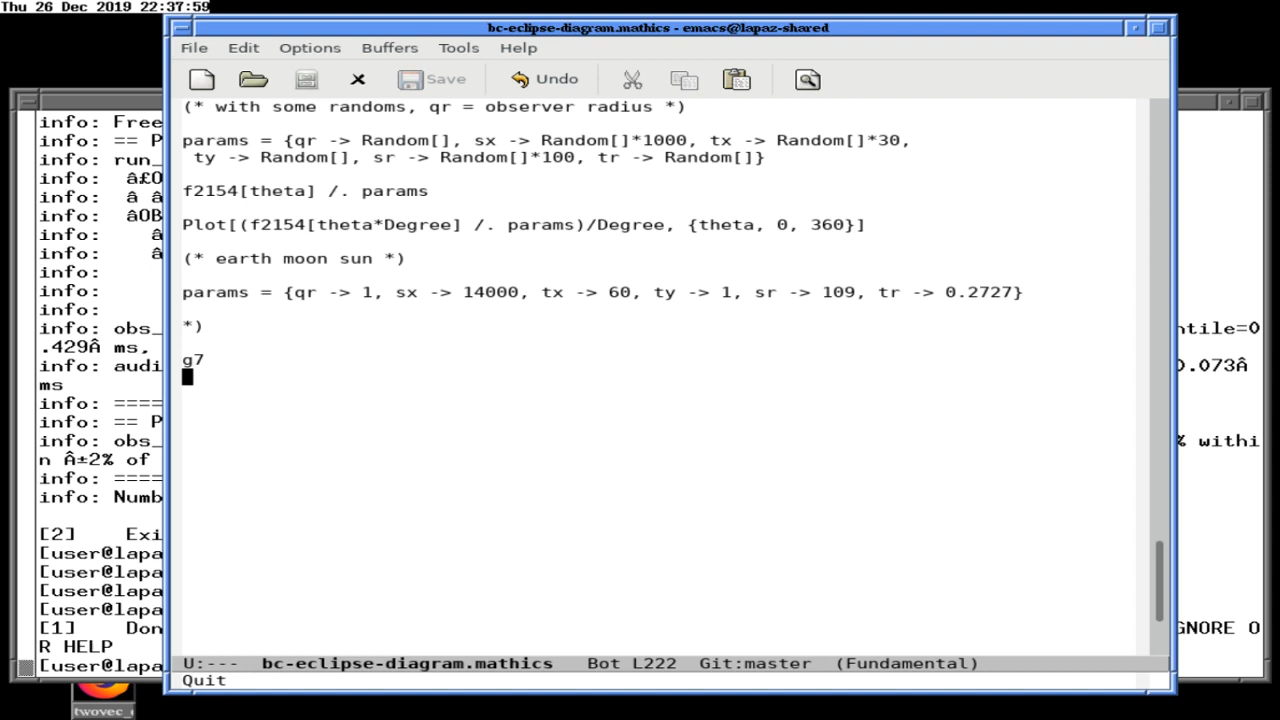 Thu 26 Dec 2019 22:37:59
bc-eclipse-diagram.mathics - emacs@lapaz-shared
File Edit Options Buffers Tools Help
Save Undo
(* with some randoms, qr = observer radius *)
params = {qr -> Random[], sx -> Random[]*1000, tx -> Random[]*30,
ty -> Random[], sr -> Random[]*100, tr -> Random[]}
f2154[theta] /. params
Plot[(f2154[theta*Degree] /. params)/Degree, {theta, 0, 360}]
(* earth moon sun *)
params = {qr -> 1, sx -> 14000, tx -> 60, ty -> 1, sr -> 109, tr -> 0.2727}
*)
g7
U:--- bc-eclipse-diagram.mathics Bot L222 Git:master (Fundamental)
Quit
info: Free
info: == P
info: run_
info: â£O
info: â â
info: âOB
info: â
info: â
info:
info:
info:
info: obs_ ntile=0
.429Â ms,
info: audi 0.073Â
ms
info: ====
info: == P
info: obs_ % withi
n Â±2% of
info: ====
info: Numb
[2] Exi
[user@lapa
[user@lapa
[user@lapa
[user@lapa
[1] Don GNORE O
R HELP
[user@lapa
twovec_